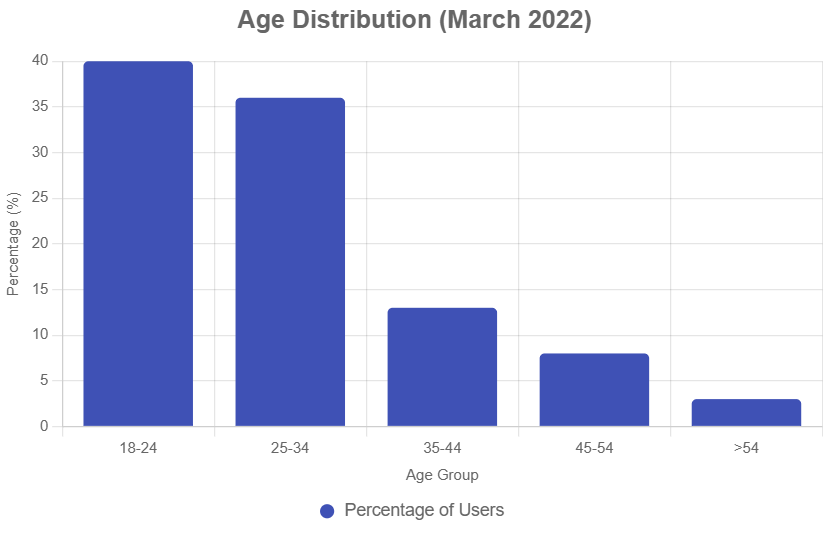 Age Distribution (March 2022)
Percentage (%)
40
35
30
25
20
15
10
5
0
18-24 25-34 35-44 45-54 >54
Age Group
Percentage of Users